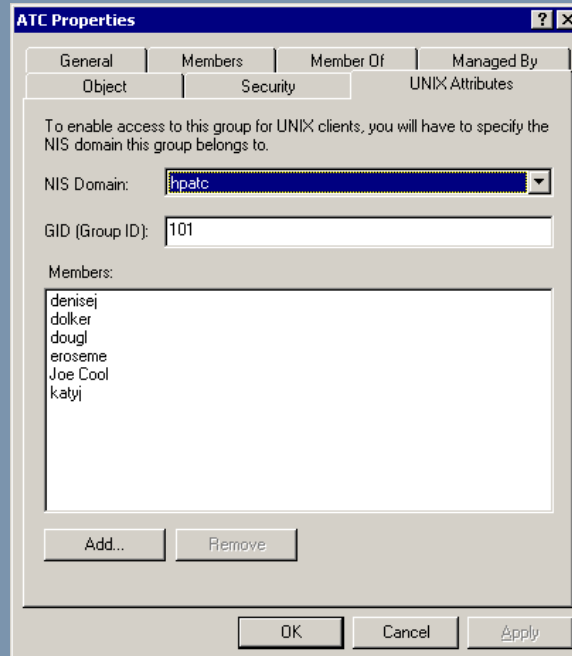 ATC Properties
General Members Member Of Managed By
Object Security UNIX Attributes
To enable access to this group for UNIX clients, you will have to specify the
NIS domain this group belongs to.
NIS Domain: hpatc
GID (Group ID): 101
Members:
denisej
dolker
dougl
eroseme
Joe Cool
katyj
Add... Remove
OK Cancel Apply